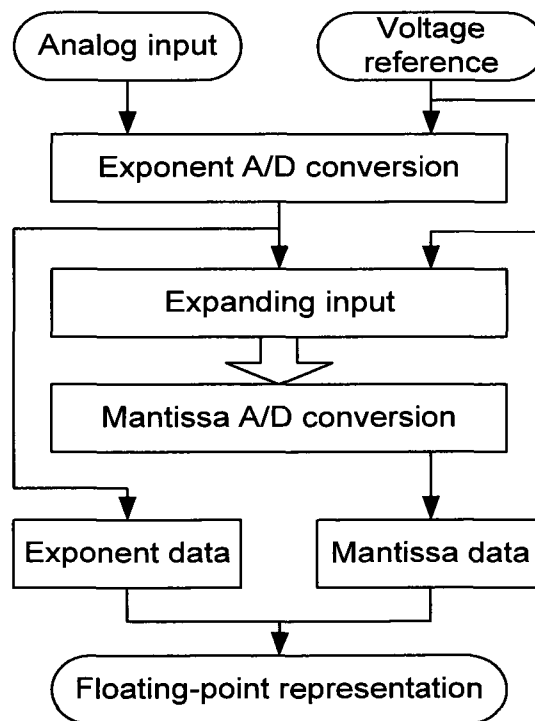 Analog input
Voltage
reference
Exponent A/D conversion
Expanding input
Mantissa A/D conversion
Exponent data
Mantissa data
Floating-point representation